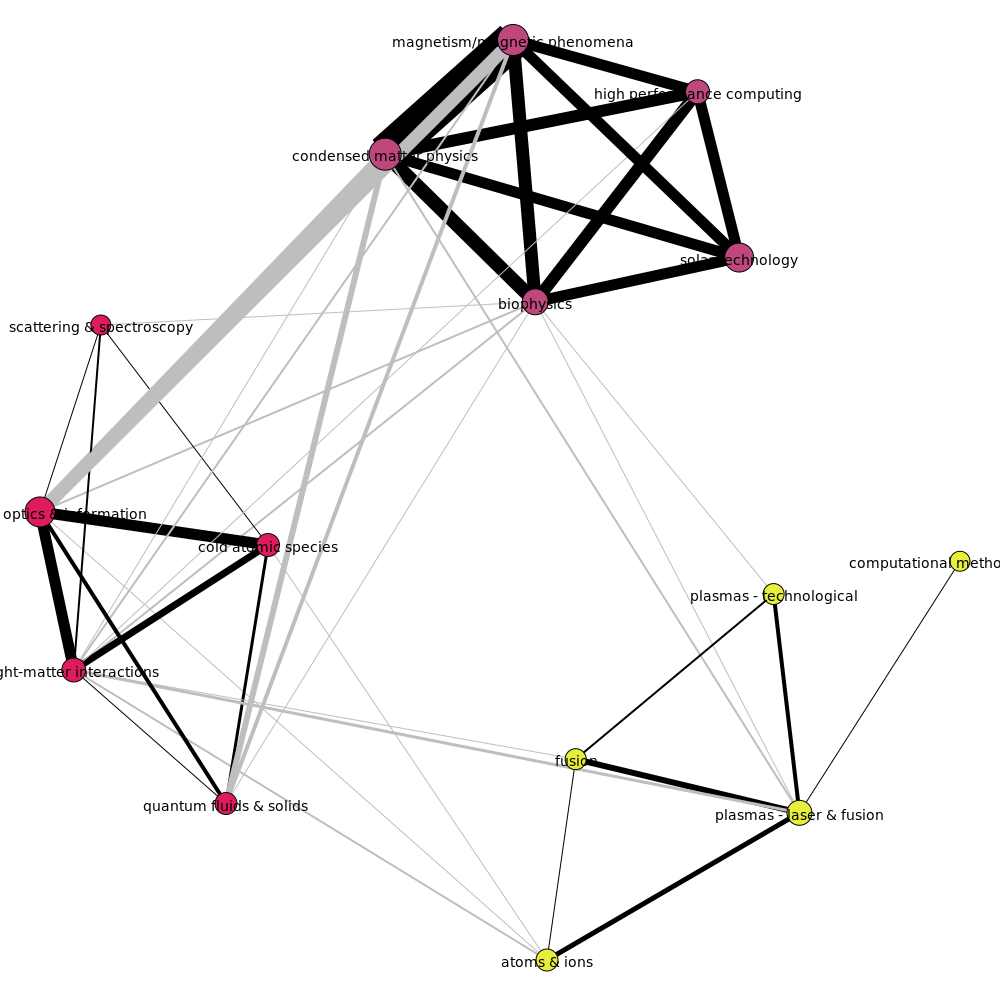 magnetism/magnetic phenomena
high performance computing
condensed matter physics
solar technology
biophysics
scattering & spectroscopy
optics & information
cold atomic species
computational metho
plasmas - technological
ght-matter interactions
fusion
quantum fluids & solids
plasmas - laser & fusion
atoms & ions